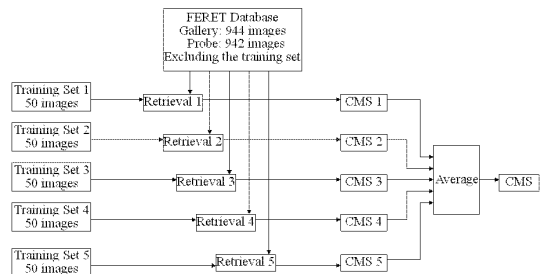 FERET Database
Gallery: 944 images
Probe: 942 images
Excluding the training set
Training Set 1
50 images
Retrieval 1
CMS 1
Training Set 2
50 images
Retrieval 2
CMS 2
Training Set 3
50 images
Retrieval 3
CMS 3
Average
CMS
Training Set 4
50 images
Retrieval 4
CMS 4
Training Set 5
50 images
Retrieval 5
CMS 5